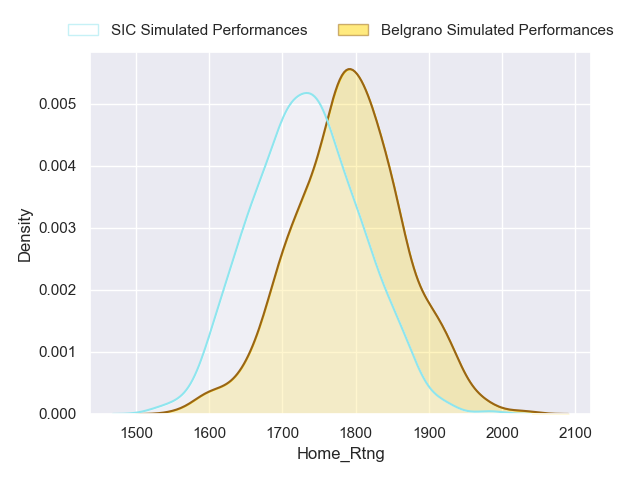 SIC Simulated Performances
Belgrano Simulated Performances
Density
0.005
0.004
0.003
0.002
0.001
0.000
1500 1600 1700 1800 1900 2000 2100
Home_Rtng